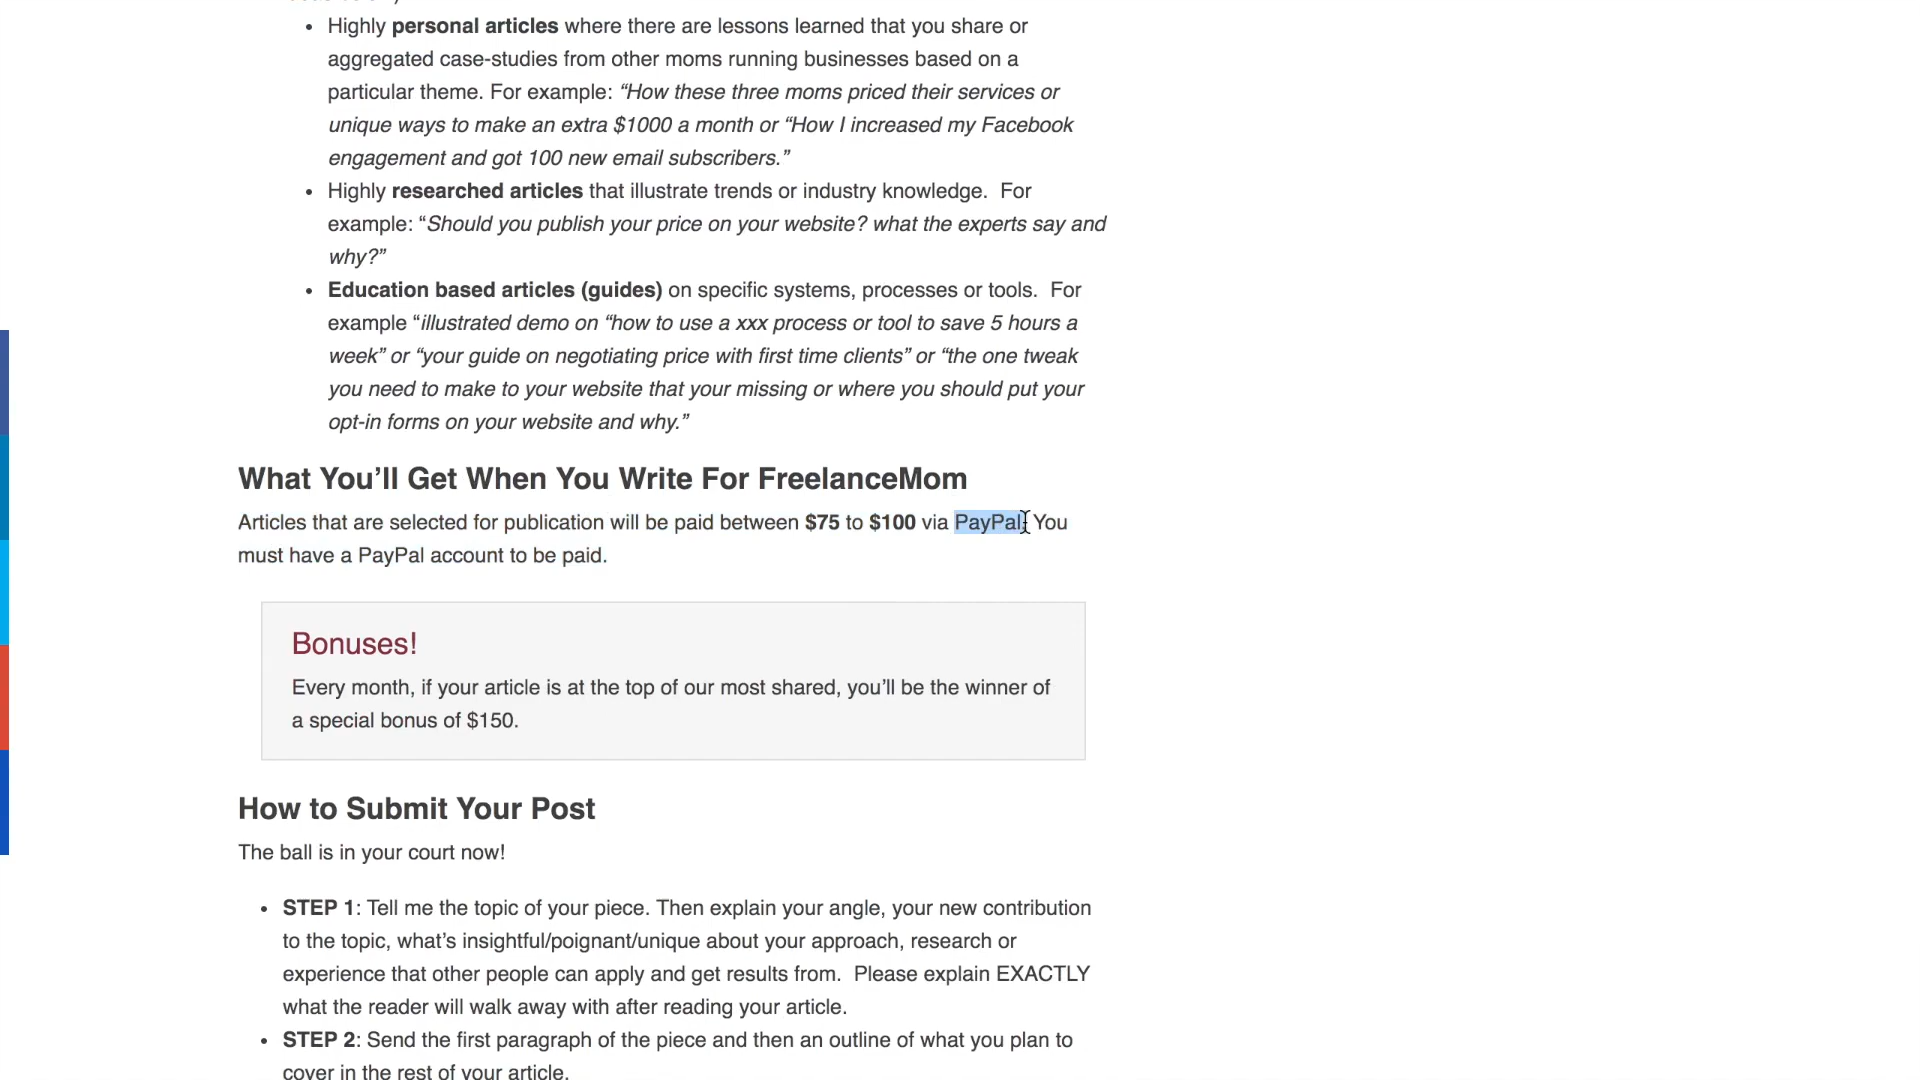 • Highly personal articles where there are lessons learned that you share or
aggregated case-studies from other moms running businesses based on a
particular theme. For example: “How these three moms priced their services or
unique ways to make an extra $1000 a month or “How I increased my Facebook
engagement and got 100 new email subscribers.”
• Highly researched articles that illustrate trends or industry knowledge.  For
example: “Should you publish your price on your website? what the experts say and
why?”
• Education based articles (guides) on specific systems, processes or tools.  For
example “illustrated demo on “how to use a xxx process or tool to save 5 hours a
week” or “your guide on negotiating price with first time clients” or “the one tweak
you need to make to your website that your missing or where you should put your
opt-in forms on your website and why.”
What You’ll Get When You Write For FreelanceMom
Articles that are selected for publication will be paid between $75 to $100 via PayPal. You
must have a PayPal account to be paid.
Bonuses!
Every month, if your article is at the top of our most shared, you’ll be the winner of
a special bonus of $150.
How to Submit Your Post
The ball is in your court now!
• STEP 1: Tell me the topic of your piece. Then explain your angle, your new contribution
to the topic, what’s insightful/poignant/unique about your approach, research or
experience that other people can apply and get results from.  Please explain EXACTLY
what the reader will walk away with after reading your article.
• STEP 2: Send the first paragraph of the piece and then an outline of what you plan to
cover in the rest of your article.